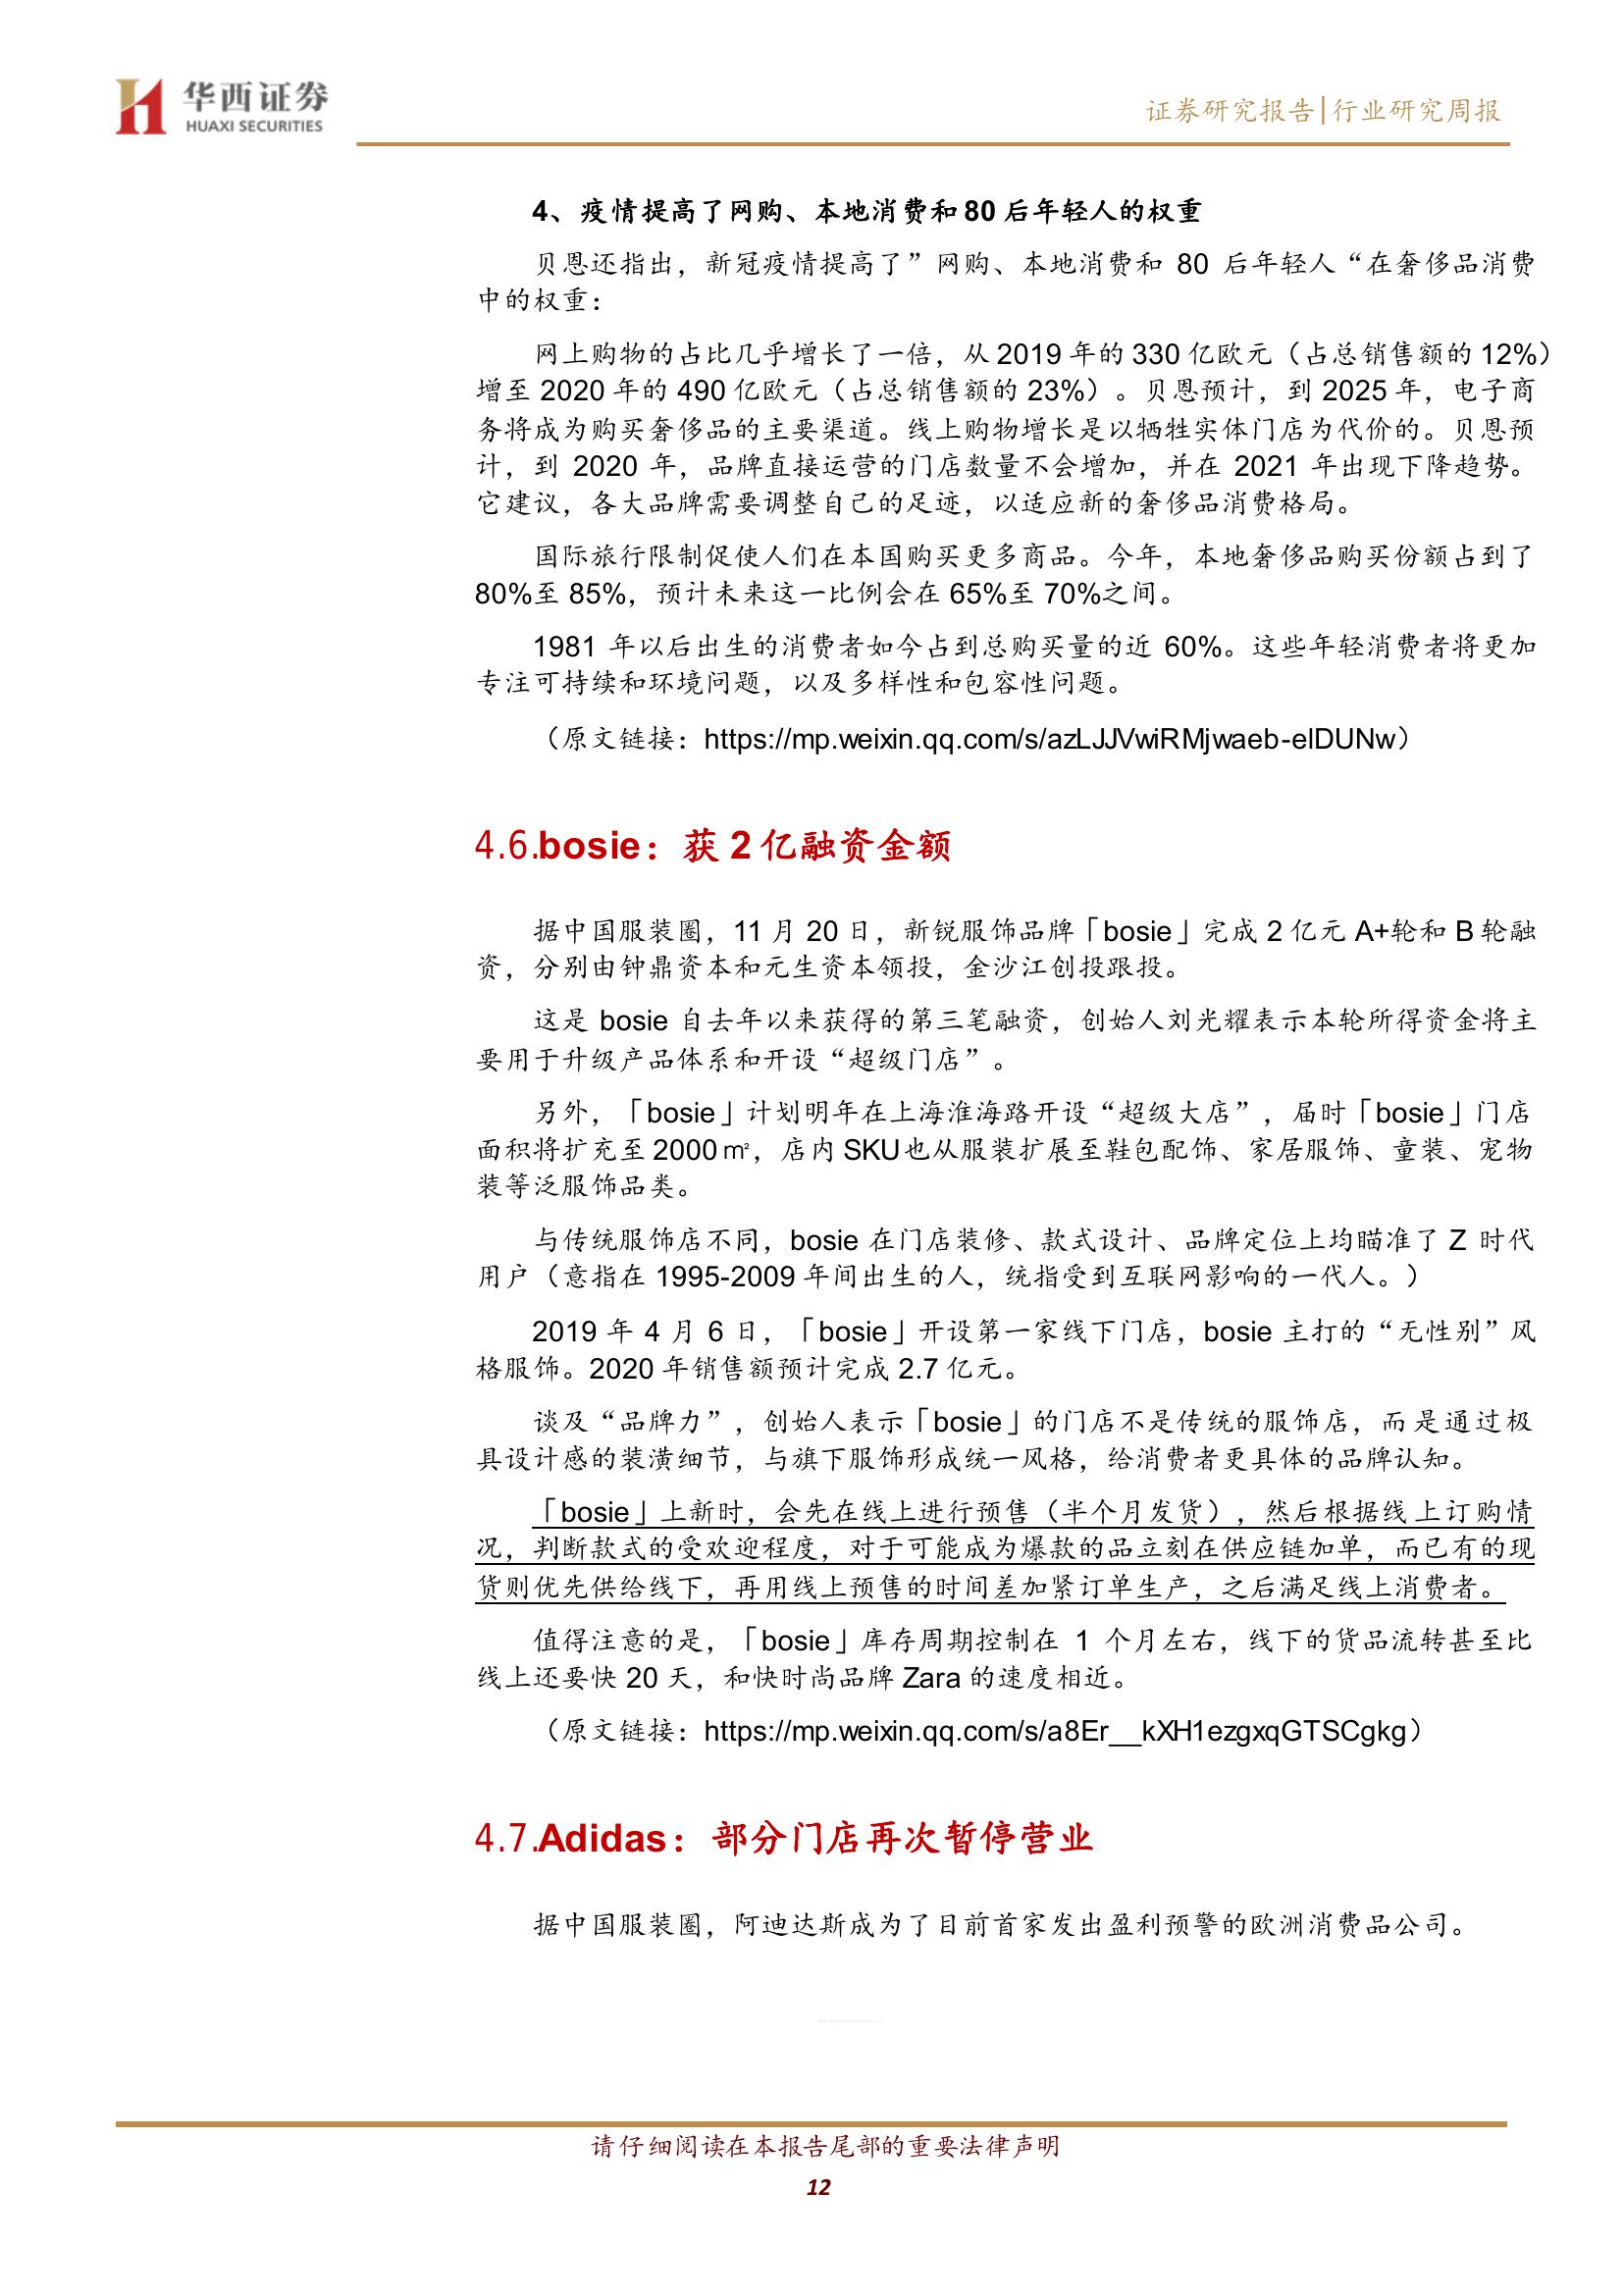 华西证券
HUAXI SECURITIES
证券研究报告|行业研究周报
4、疫情提高了网购、本地消费和80后年轻人的权重
贝恩还指出，新冠疫情提高了”网购、本地消费和 80 后年轻人“在奢侈品消费
中的权重：
网上购物的占比几乎增长了一倍，从2019年的330亿欧元（占总销售额的12%）
增至2020年的490亿欧元（占总销售额的23%）。贝恩预计，到2025年，电子商
务将成为购买奢侈品的主要渠道。线上购物增长是以牺牲实体门店为代价的。贝恩预
计，到 2020 年，品牌直接运营的门店数量不会增加，并在 2021 年出现下降趋势。
它建议，各大品牌需要调整自己的足迹，以适应新的奢侈品消费格局。
国际旅行限制促使人们在本国购买更多商品。今年，本地奢侈品购买份额占到了
80%至85%，预计未来这一比例会在65%至70%之间。
1981 年以后出生的消费者如今占到总购买量的近 60%。这些年轻消费者将更加
专注可持续和环境问题，以及多样性和包容性问题。
（原文链接：https://mp.weixin.qq.com/s/azLJJVwiRMjwaeb-elDUNw）
4.6.bosie：获2亿融资金额
据中国服装圈，11月20日，新锐服饰品牌「bosie」完成2亿元A+轮和B轮融
资，分别由钟鼎资本和元生资本领投，金沙江创投跟投。
这是 bosie 自去年以来获得的第三笔融资，创始人刘光耀表示本轮所得资金将主
要用于升级产品体系和开设“超级门店”。
另外，「bosie」计划明年在上海淮海路开设“超级大店”，届时「bosie」门店
面积将扩充至2000㎡，店内SKU也从服装扩展至鞋包配饰、家居服饰、童装、宠物
装等泛服饰品类。
与传统服饰店不同，bosie 在门店装修、款式设计、品牌定位上均瞄准了 Z 时代
用户（意指在1995-2009年间出生的人，统指受到互联网影响的一代人。）
2019 年 4 月 6 日，「bosie」开设第一家线下门店，bosie 主打的“无性别”风
格服饰。2020年销售额预计完成2.7亿元。
谈及“品牌力”，创始人表示「bosie」的门店不是传统的服饰店，而是通过极
具设计感的装潢细节，与旗下服饰形成统一风格，给消费者更具体的品牌认知。
「bosie」上新时，会先在线上进行预售（半个月发货），然后根据线上订购情
况，判断款式的受欢迎程度，对于可能成为爆款的品立刻在供应链加单，而已有的现
货则优先供给线下，再用线上预售的时间差加紧订单生产，之后满足线上消费者。
值得注意的是，「bosie」库存周期控制在 1 个月左右，线下的货品流转甚至比
线上还要快20天，和快时尚品牌Zara的速度相近。
（原文链接：https://mp.weixin.qq.com/s/a8Er__kXH1ezgxqGTSCgkg）
4.7.Adidas：部分门店再次暂停营业
据中国服装圈，阿迪达斯成为了目前首家发出盈利预警的欧洲消费品公司。
请仔细阅读在本报告尾部的重要法律声明
12